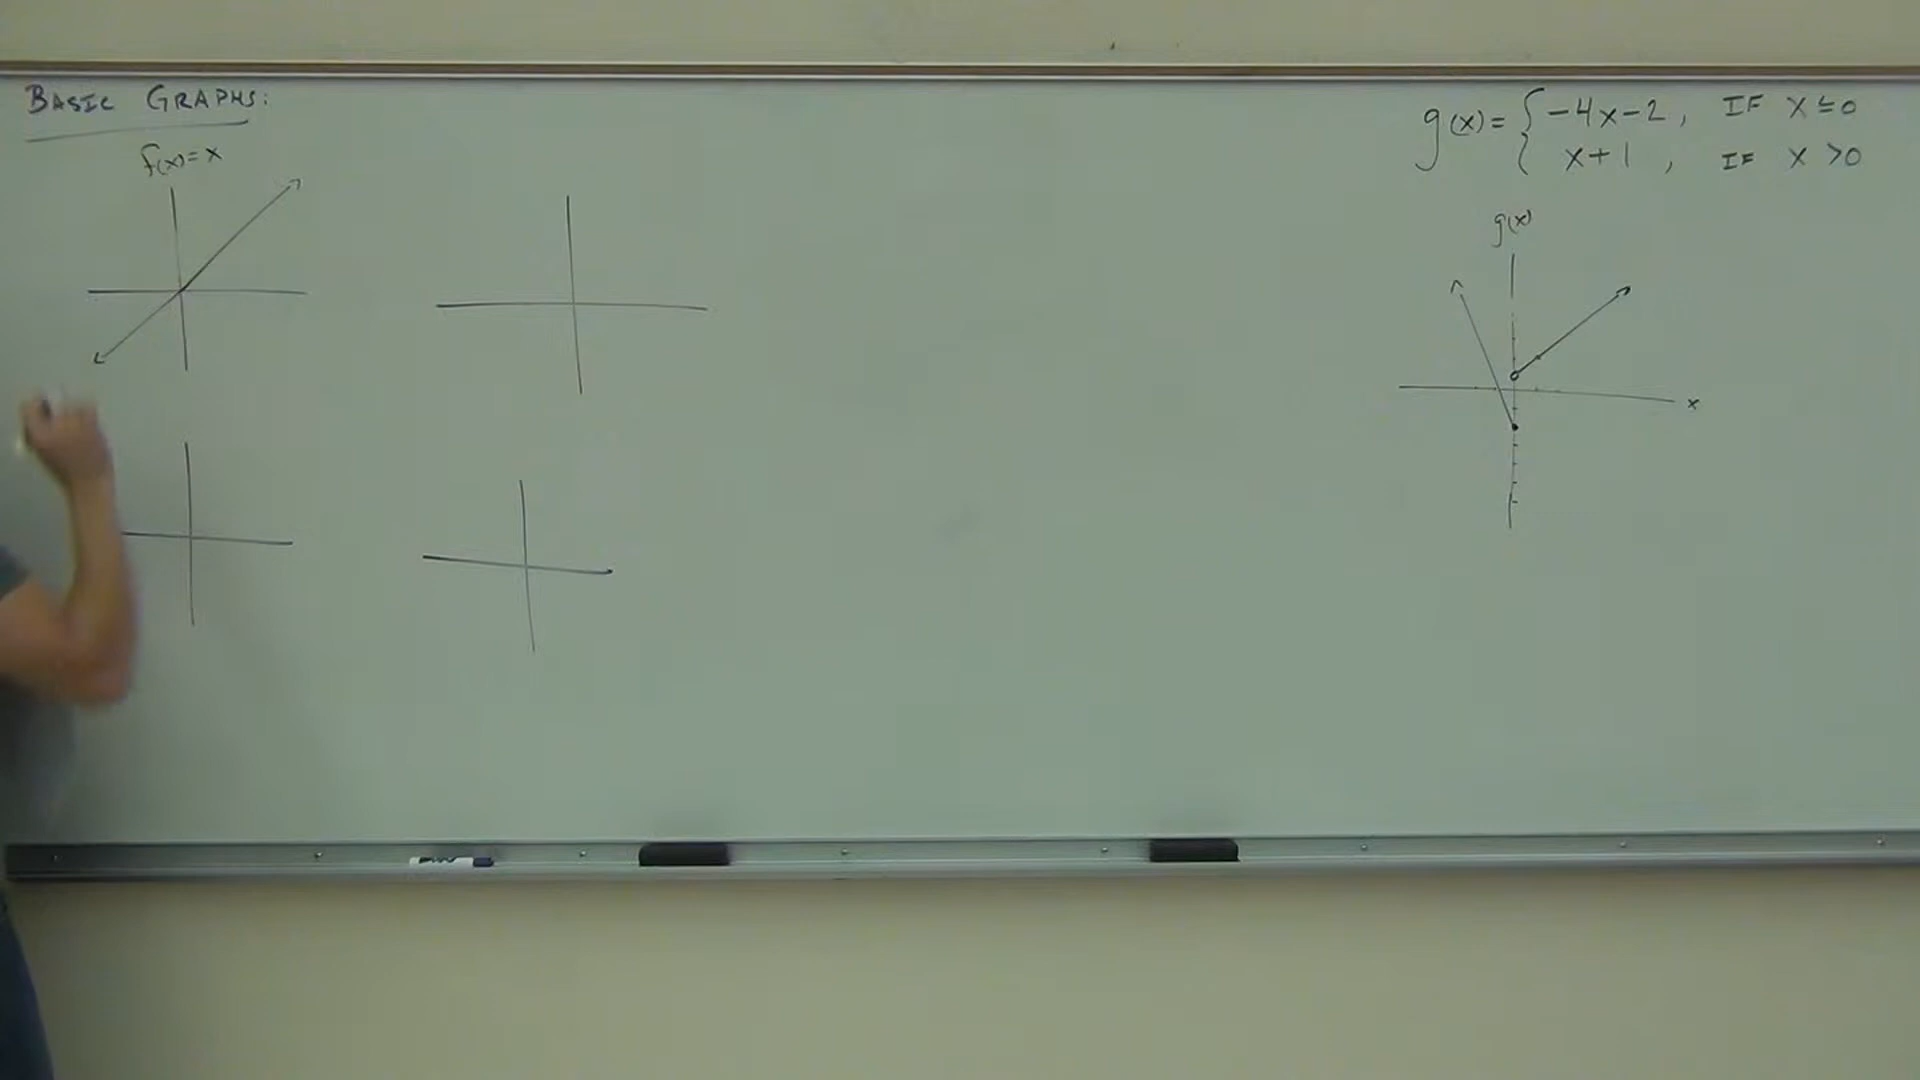 BASIC GRAPHS:
f(x)=x
g(x)= { -4x-2, IF x≤0
x+1, IF x>0
g(x)
x